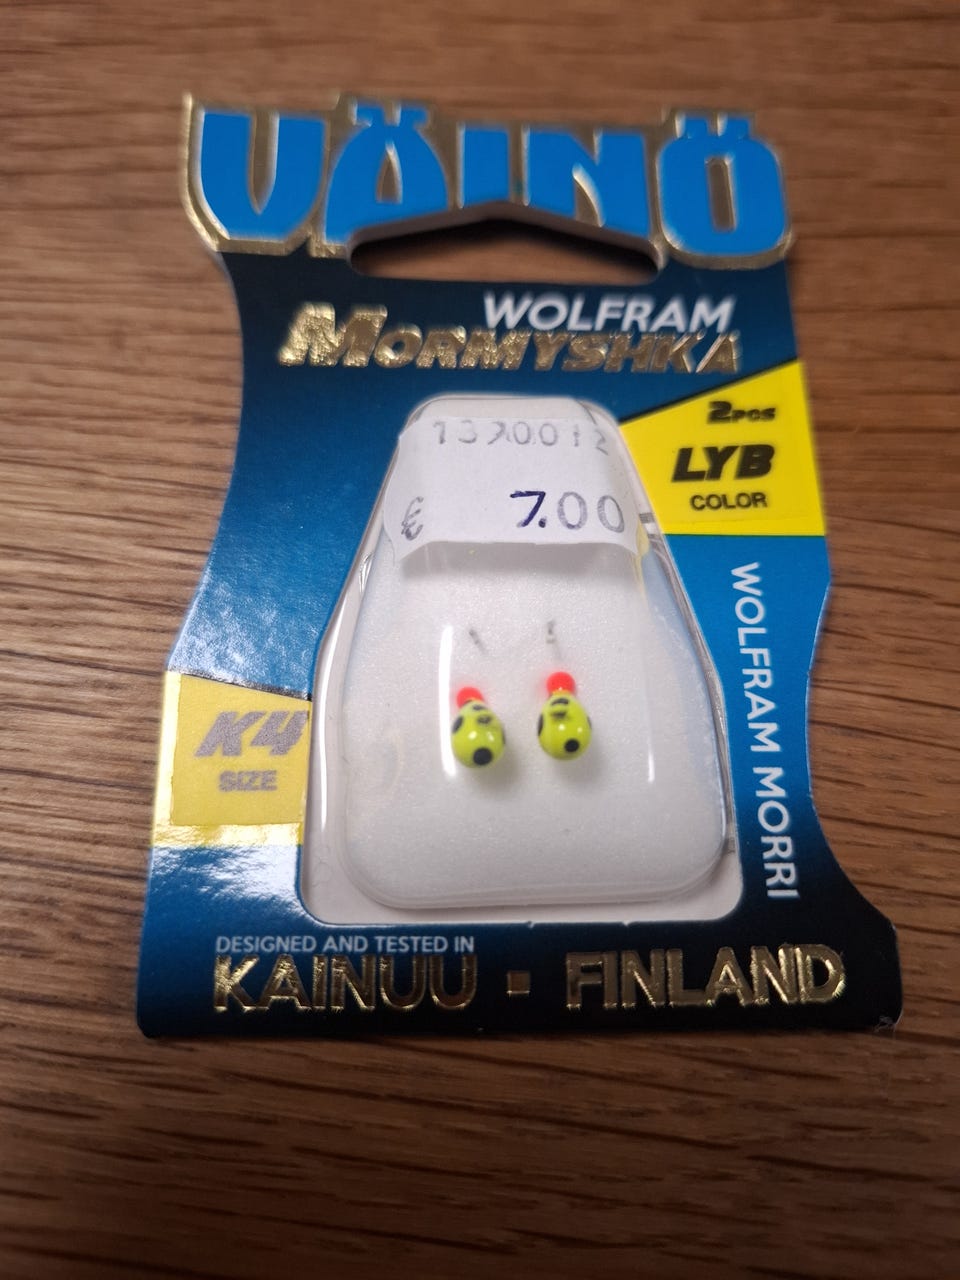 VÄINÖ
WOLFRAM
MORMYSHKA
2PCS
LYB
COLOR
€ 7.00
WOLFRAM MORRI
K4
SIZE
DESIGNED AND TESTED IN
KAINUU - FINLAND